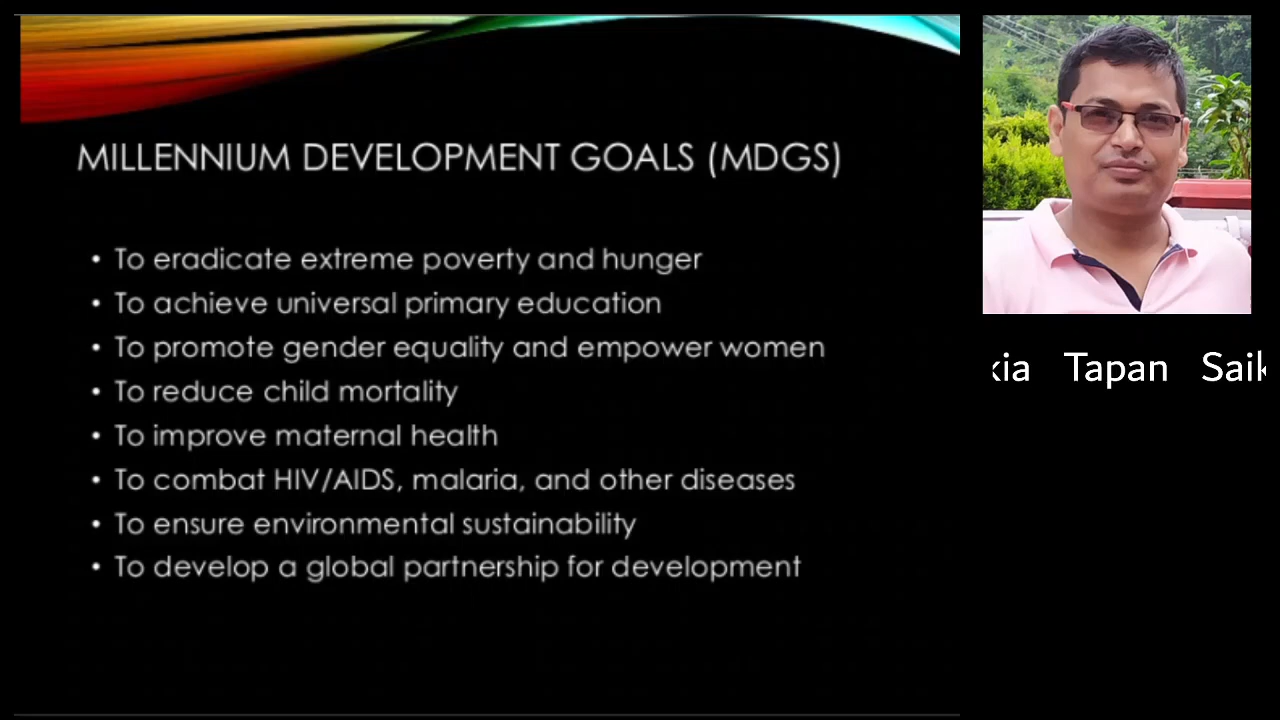 MILLENNIUM DEVELOPMENT GOALS (MDGS)
• To eradicate extreme poverty and hunger
• To achieve universal primary education
• To promote gender equality and empower women
• To reduce child mortality
• To improve maternal health
• To combat HIV/AIDS, malaria, and other diseases
• To ensure environmental sustainability
• To develop a global partnership for development
kia Tapan Saik